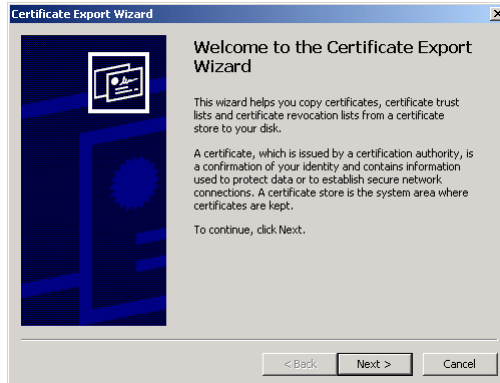 Certificate Export Wizard
Welcome to the Certificate Export
Wizard
This wizard helps you copy certificates, certificate trust
lists and certificate revocation lists from a certificate
store to your disk.
A certificate, which is issued by a certification authority, is
a confirmation of your identity and contains information
used to protect data or to establish secure network
connections. A certificate store is the system area where
certificates are kept.
To continue, click Next.
< Back Next > Cancel